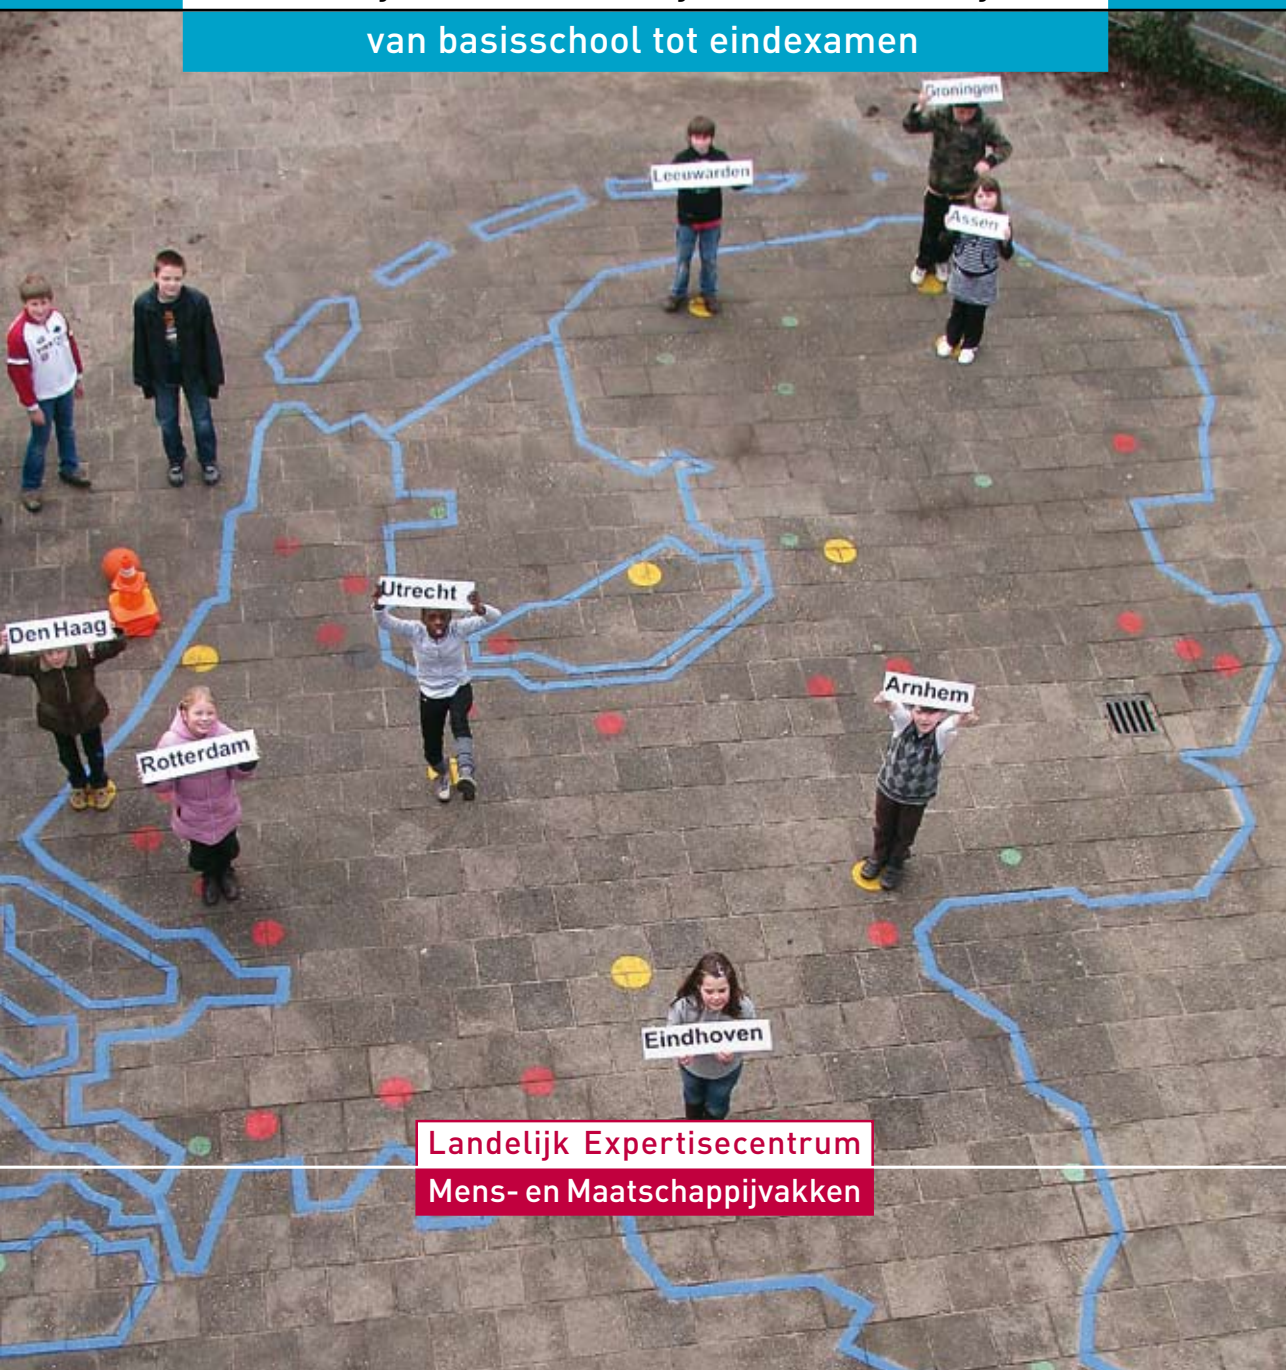 van basisschool tot eindexamen
Groningen
Leeuwarden
Assen
Utrecht
Den Haag
Arnhem
Rotterdam
Eindhoven
Landelijk Expertisecentrum
Mens- en Maatschappijvakken